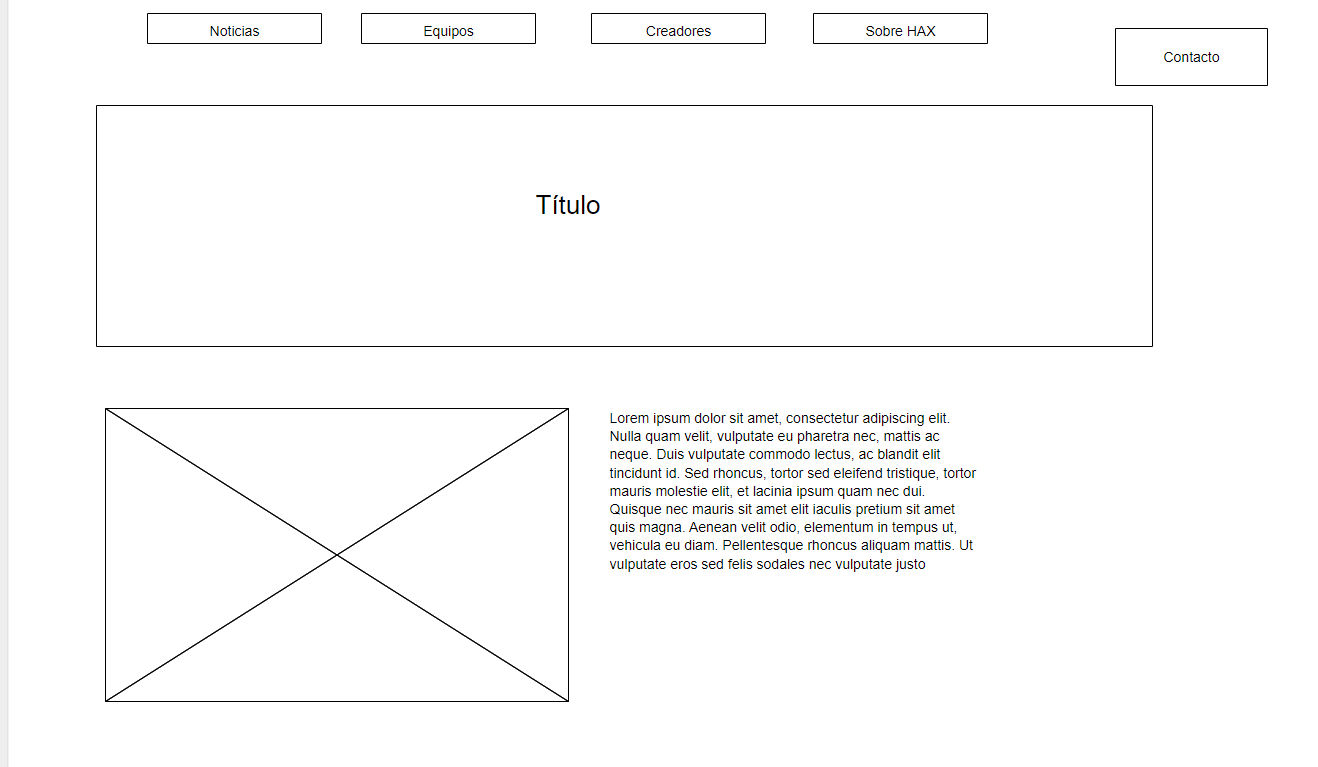 Noticias
Equipos
Creadores
Sobre HAX
Contacto
Título
Lorem ipsum dolor sit amet, consectetur adipiscing elit.
Nulla quam velit, vulputate eu pharetra nec, mattis ac
neque. Duis vulputate commodo lectus, ac blandit elit
tincidunt id. Sed rhoncus, tortor sed eleifend tristique, tortor
mauris molestie elit, et lacinia ipsum quam nec dui.
Quisque nec mauris sit amet elit iaculis pretium sit amet
quis magna. Aenean velit odio, elementum in tempus ut,
vehicula eu diam. Pellentesque rhoncus aliquam mattis. Ut
vulputate eros sed felis sodales nec vulputate justo